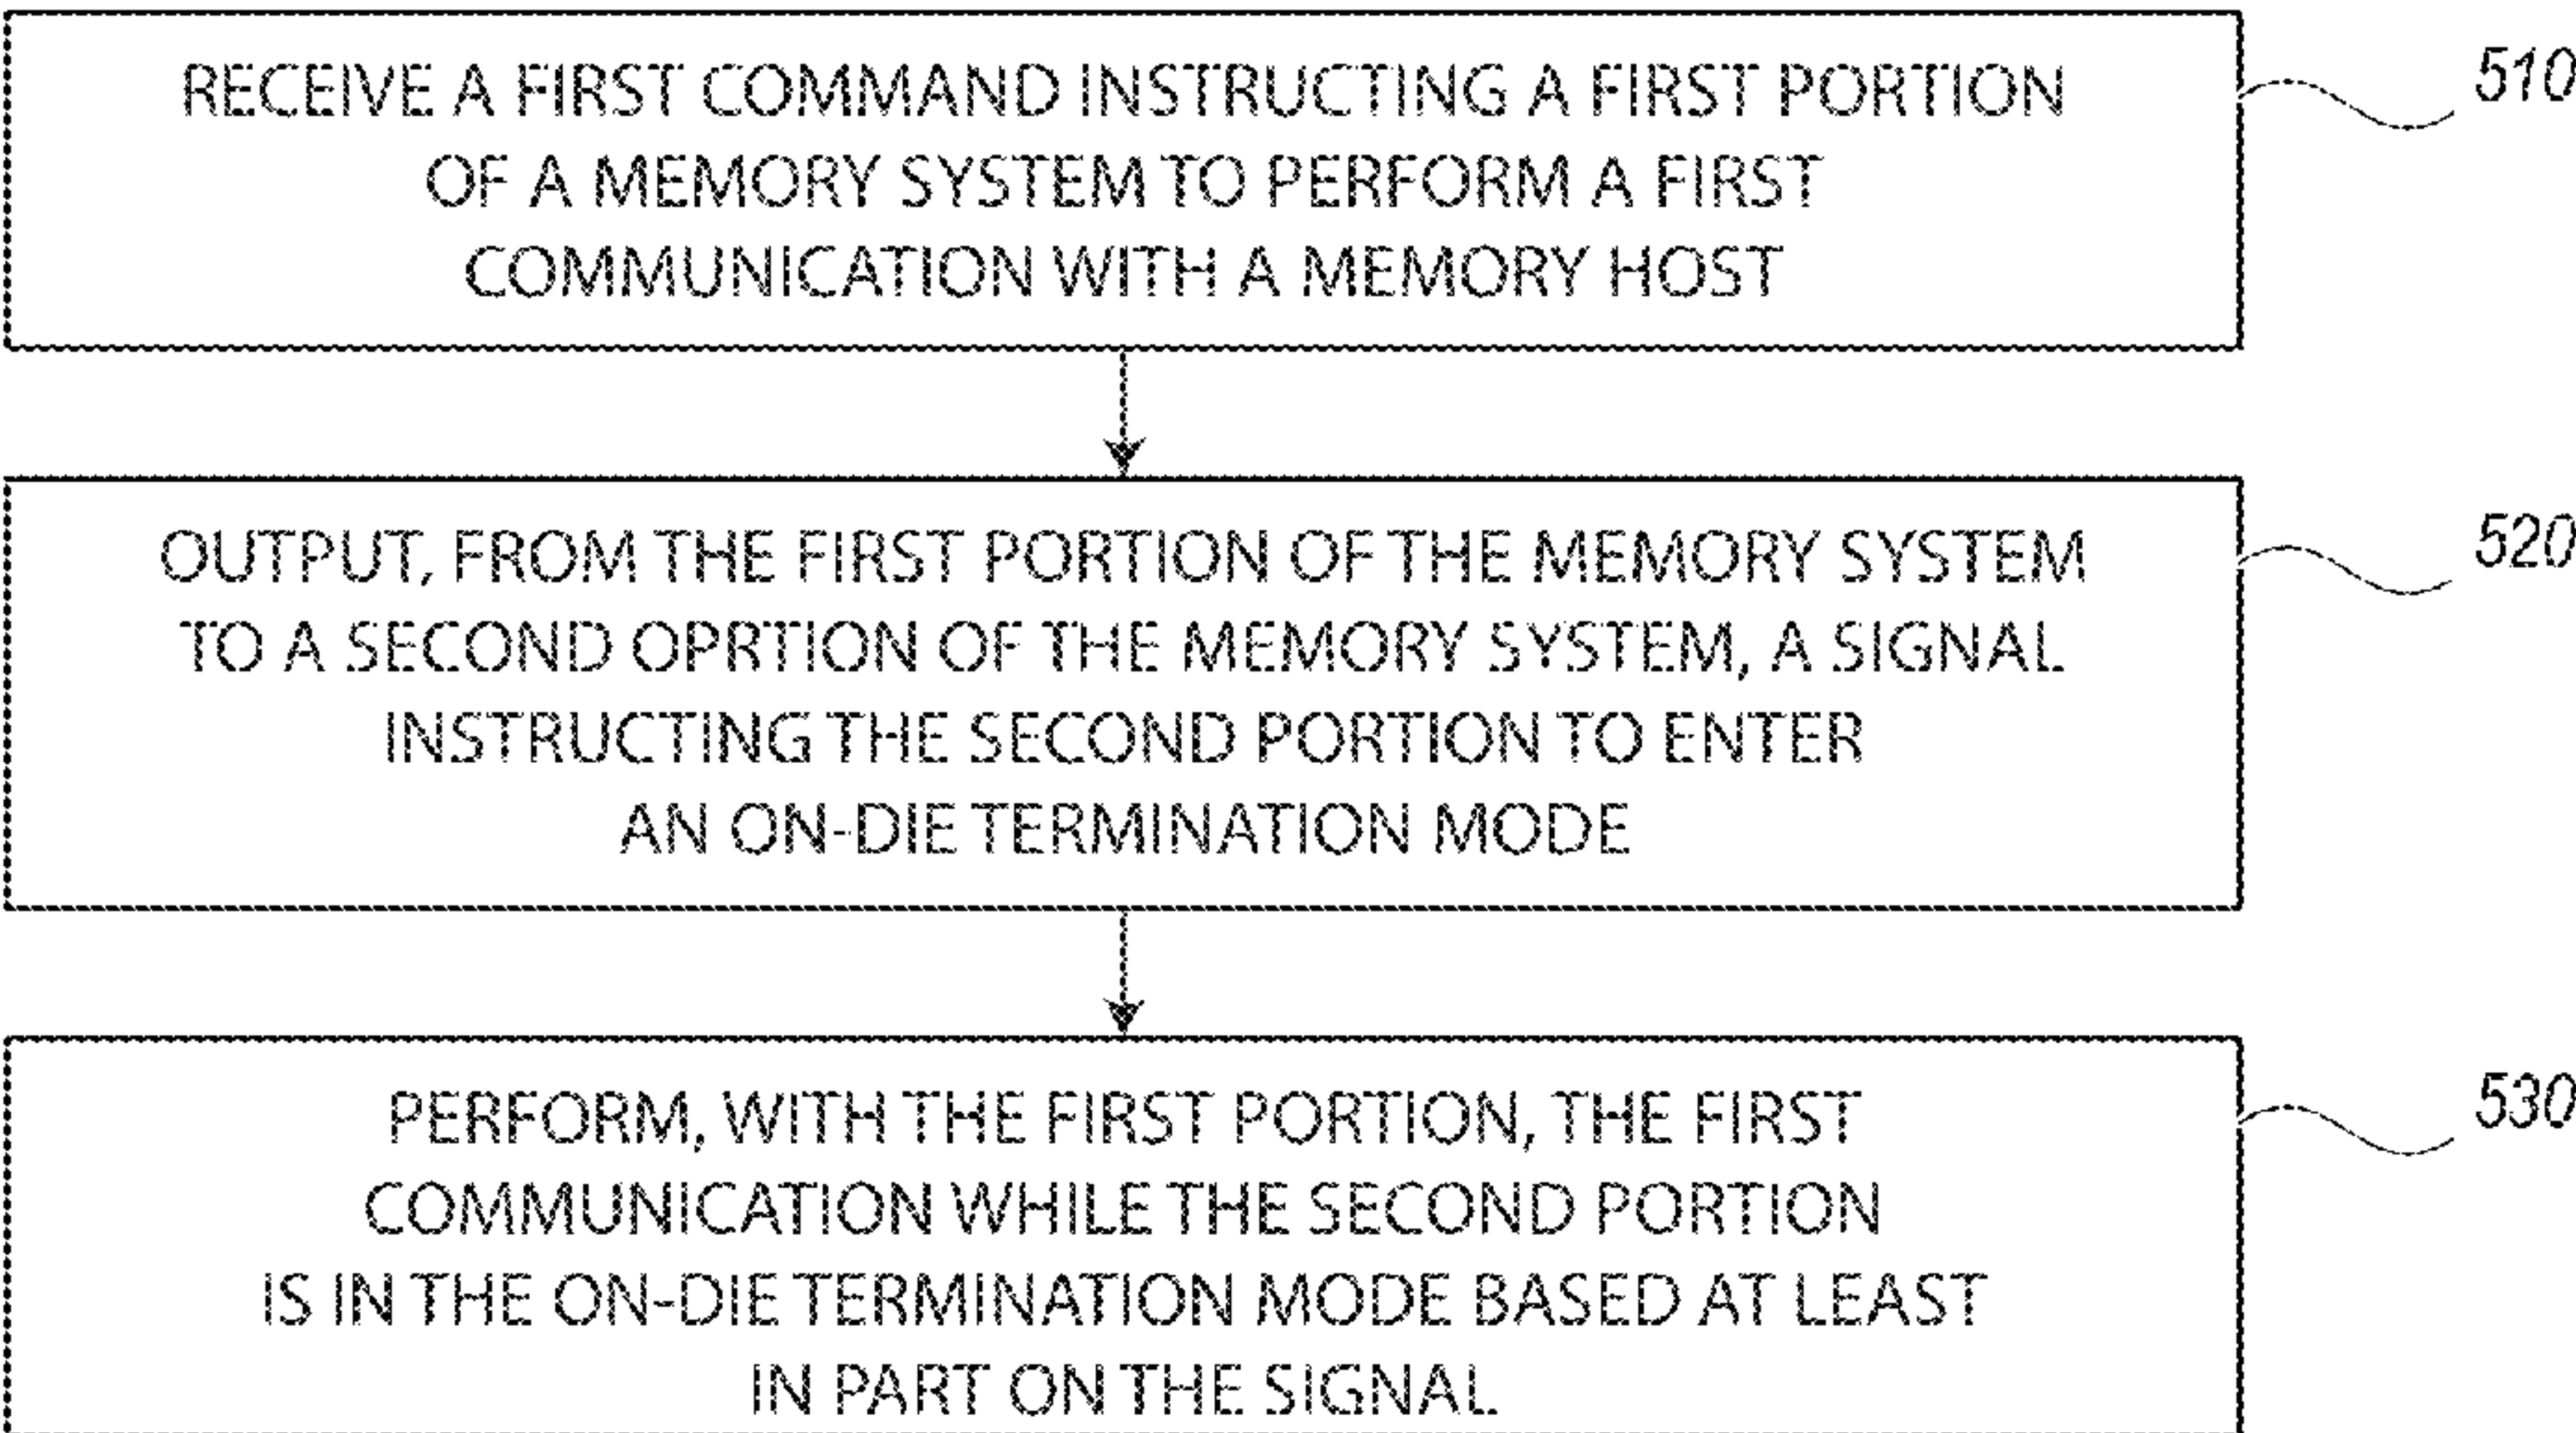 RECEIVE A FIRST COMMAND INSTRUCTING A FIRST PORTION
OF A MEMORY SYSTEM TO PERFORM A FIRST
COMMUNICATION WITH A MEMORY HOST
510
OUTPUT, FROM THE FIRST PORTION OF THE MEMORY SYSTEM
TO A SECOND OPRTION OF THE MEMORY SYSTEM, A SIGNAL
INSTRUCTING THE SECOND PORTION TO ENTER
AN ON-DIE TERMINATION MODE
520
PERFORM, WITH THE FIRST PORTION, THE FIRST
COMMUNICATION WHILE THE SECOND PORTION
IS IN THE ON-DIE TERMINATION MODE BASED AT LEAST
IN PART ON THE SIGNAL
530